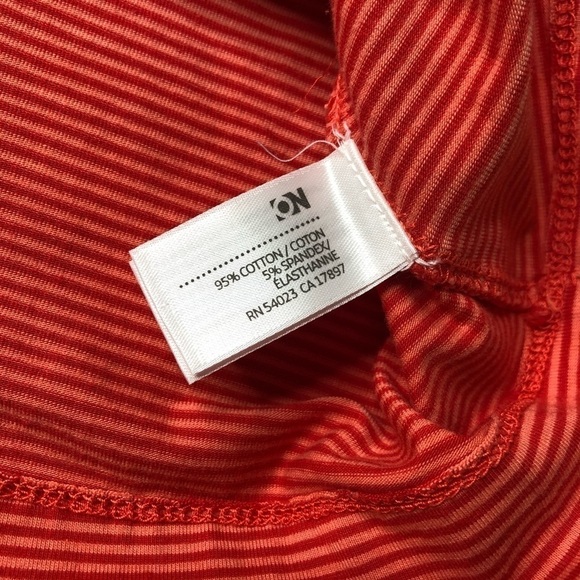 ON
95% COTTON / COTON
5% SPANDEX/
ÉLASTHANNE
RN 54023 CA 17897